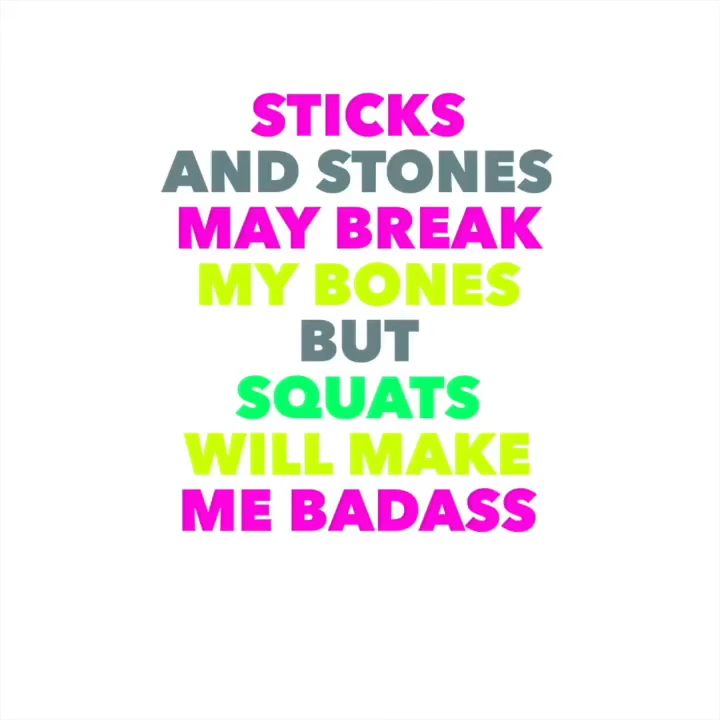 STICKS
AND STONES
MAY BREAK
MY BONES
BUT
SQUATS
WILL MAKE
ME BADASS